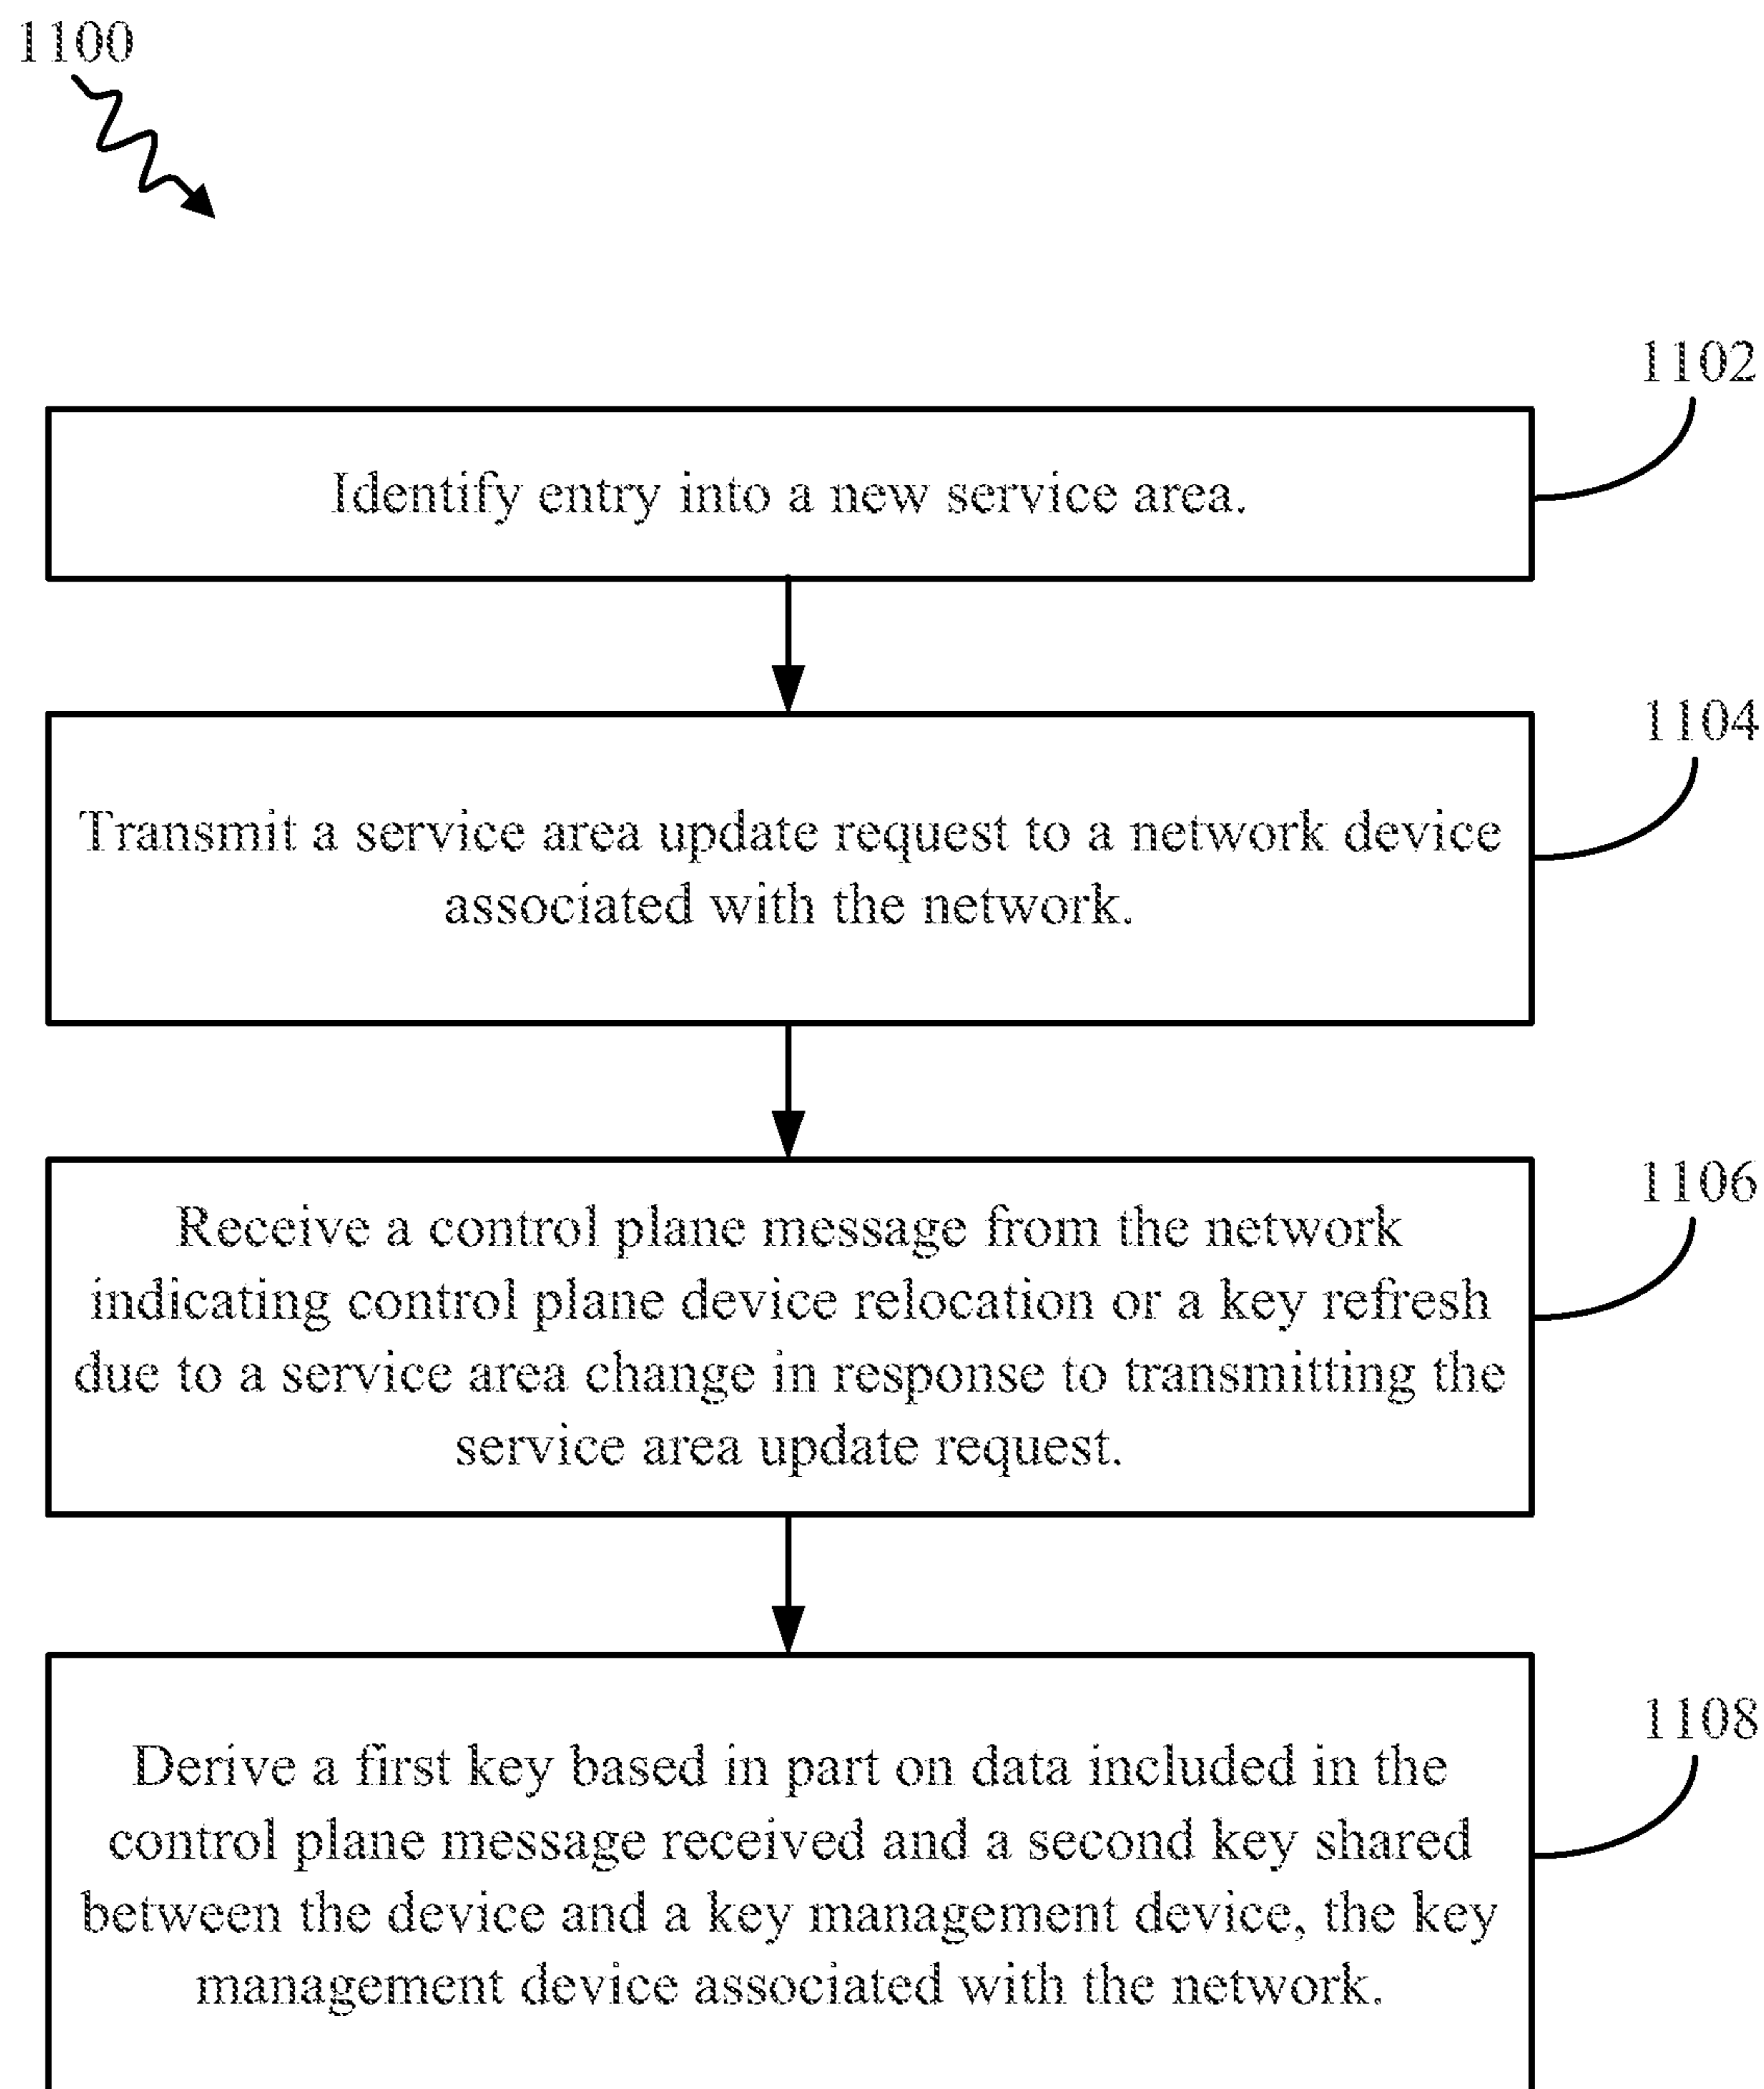 1100
1102
Identify entry into a new service area.
1104
Transmit a service area update request to a network device
associated with the network.
1106
Receive a control plane message from the network
indicating control plane device relocation or a key refresh
due to a service area change in response to transmitting the
service area update request.
1108
Derive a first key based in part on data included in the
control plane message received and a second key shared
between the device and a key management device, the key
management device associated with the network.